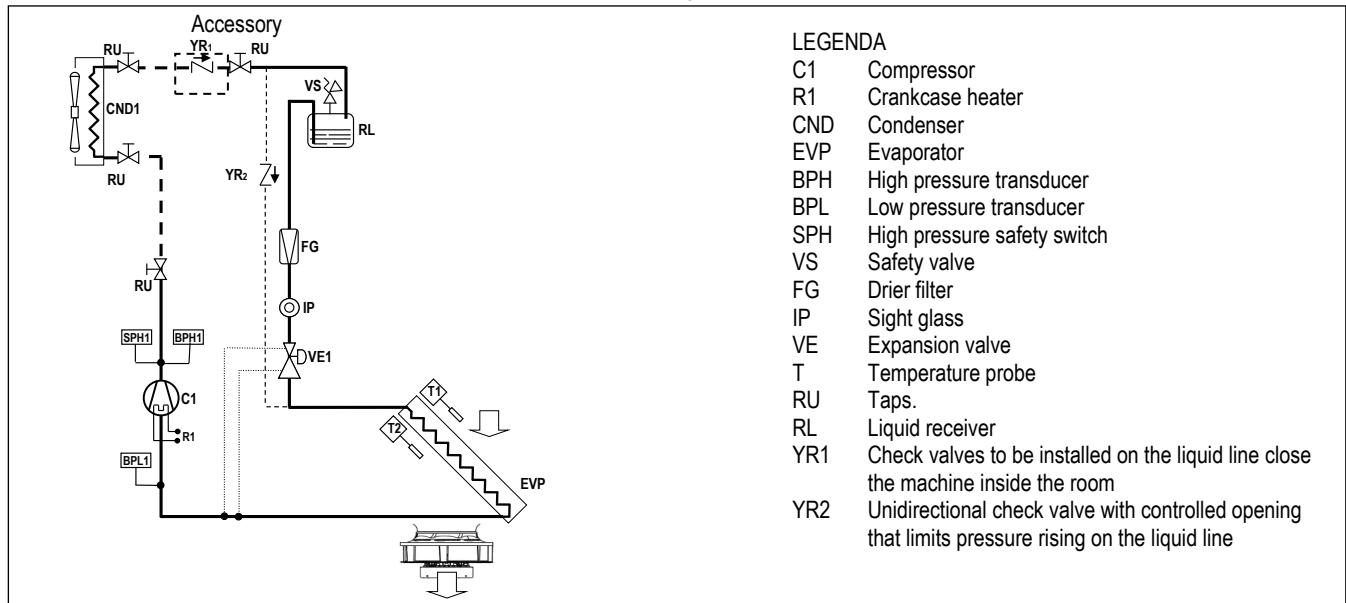 Accessory
RU
YR1
RU
VS
CND1
RL
RU
YR2
FG
RU
IP
SPH1
BPH1
VE1
C1
T1
R1
T2
BPL1
EVP
LEGENDA
C1 Compressor
R1 Crankcase heater
CND Condenser
EVP Evaporator
BPH High pressure transducer
BPL Low pressure transducer
SPH High pressure safety switch
VS Safety valve
FG Drier filter
IP Sight glass
VE Expansion valve
T Temperature probe
RU Taps.
RL Liquid receiver
YR1 Check valves to be installed on the liquid line close
the machine inside the room
YR2 Unidirectional check valve with controlled opening
that limits pressure rising on the liquid line